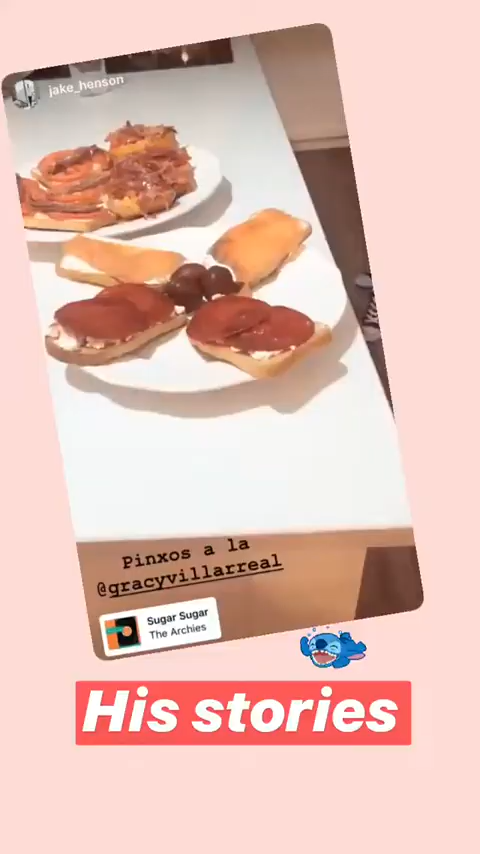 jake_henson
Pinxos a la
@gracyvillarreal
Sugar Sugar
The Archies
His stories